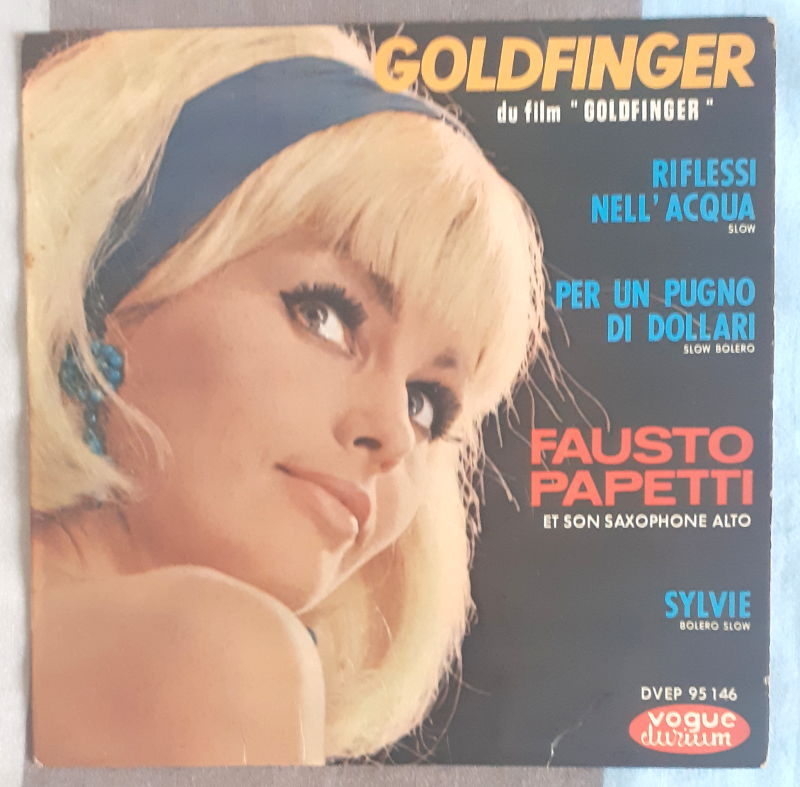 GOLDFINGER
du film "GOLDFINGER"
RIFLESSI
NELL'ACQUA
SLOW
PER UN PUGNO
DI DOLLARI
SLOW BOLERO
FAUSTO
PAPETTI
ET SON SAXOPHONE ALTO
SYLVIE
BOLERO SLOW
DVEP 95 146
vogue
durium